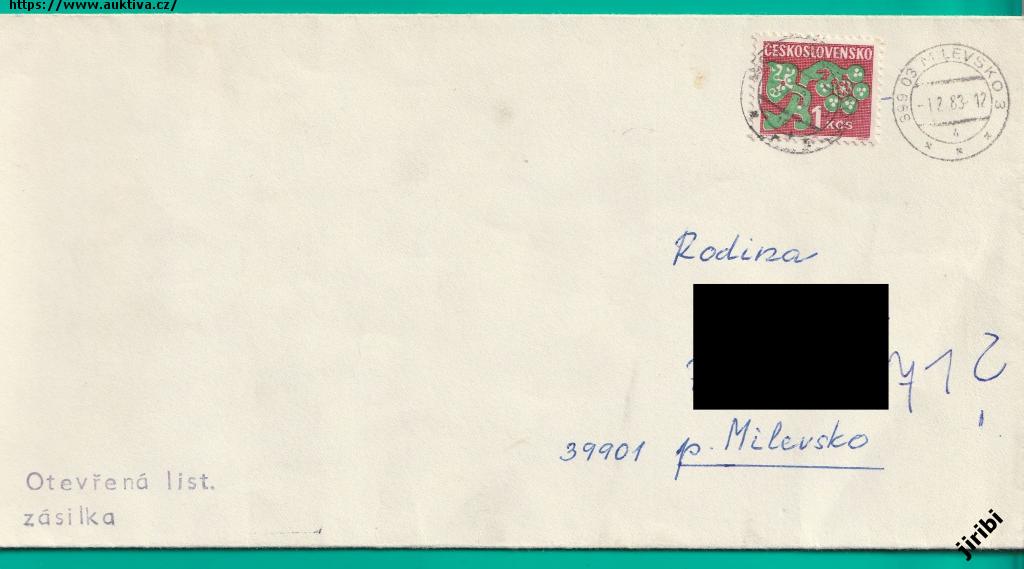 https://www.auktiva.cz/
ČESKOSLOVENSKO
1 Kčs
399 03 MILEVSKO 3
-1.2.83-12
4
Rodina
712
39901 p. Milevsko
Otevřená list.
zásilka
jiribi